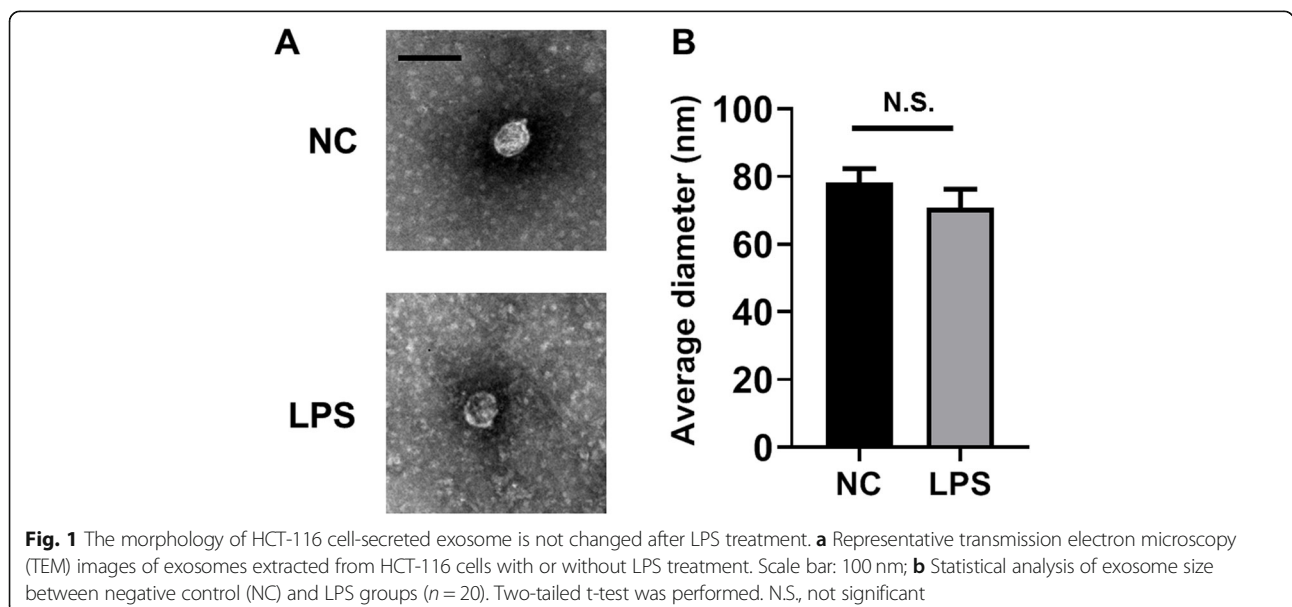 A
NC
LPS
B
N.S.
Average diameter (nm)
100
80
60
40
20
0
NC LPS
Fig. 1 The morphology of HCT-116 cell-secreted exosome is not changed after LPS treatment. a Representative transmission electron microscopy
(TEM) images of exosomes extracted from HCT-116 cells with or without LPS treatment. Scale bar: 100 nm; b Statistical analysis of exosome size
between negative control (NC) and LPS groups (n = 20). Two-tailed t-test was performed. N.S., not significant